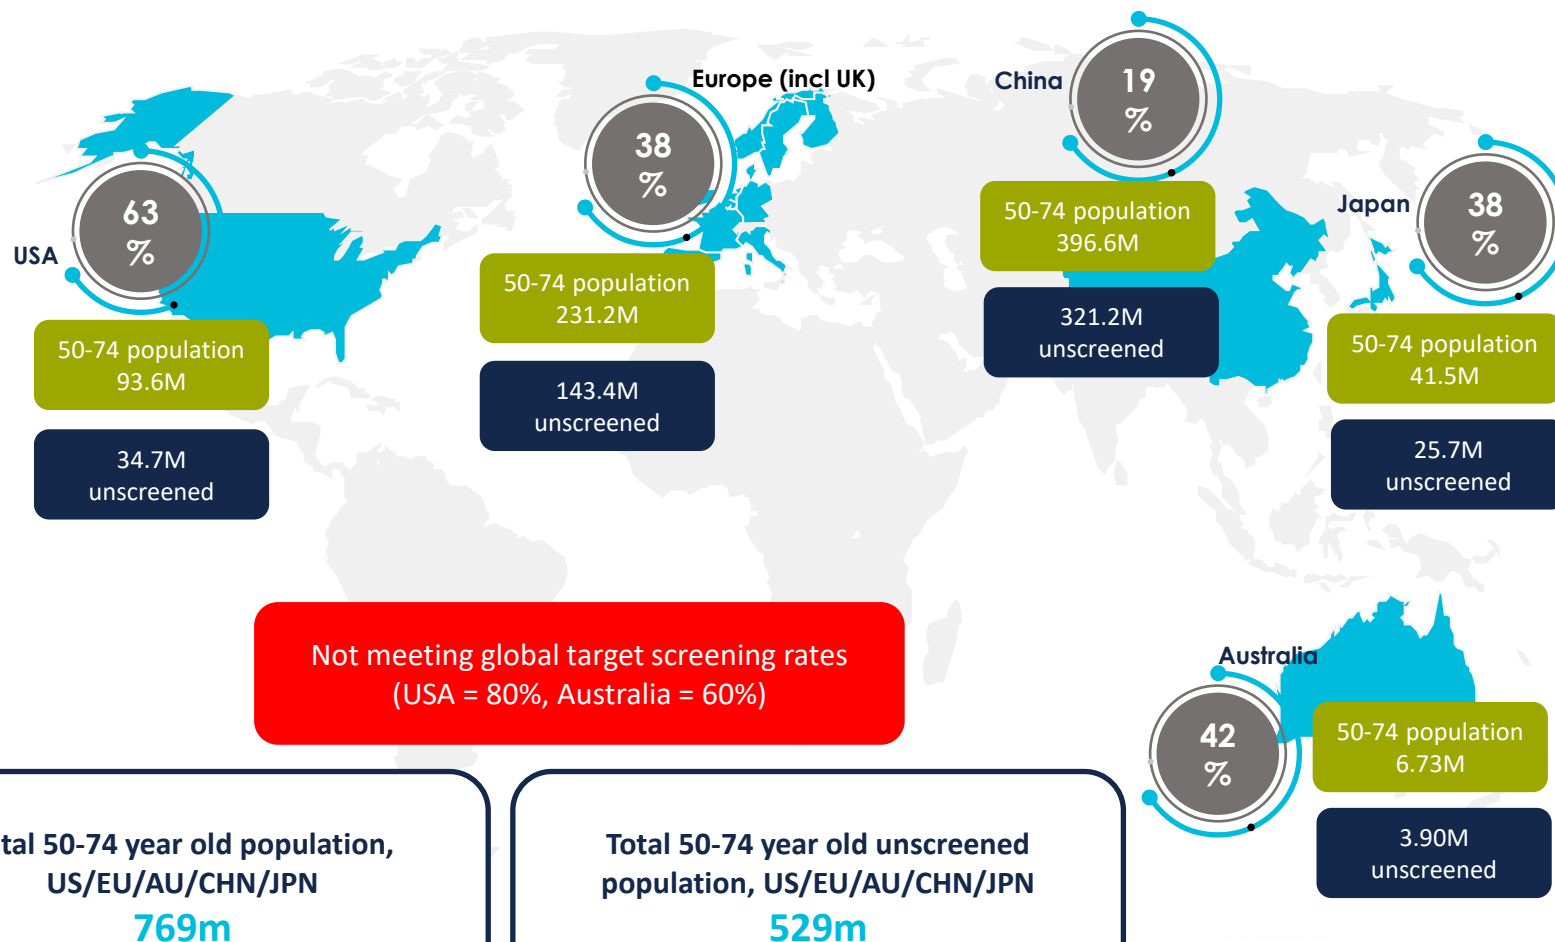 Europe (incl UK)
China
19
%
38
%
63
%
USA
Japan
38
%
50-74 population
396.6M
321.2M
unscreened
50-74 population
231.2M
143.4M
unscreened
50-74 population
93.6M
34.7M
unscreened
50-74 population
41.5M
25.7M
unscreened
Not meeting global target screening rates
(USA = 80%, Australia = 60%)
Australia
42
%
50-74 population
6.73M
3.90M
unscreened
50-74 year old population,
US/EU/AU/CHN/JPN
769m
Total 50-74 year old unscreened
population, US/EU/AU/CHN/JPN
529m